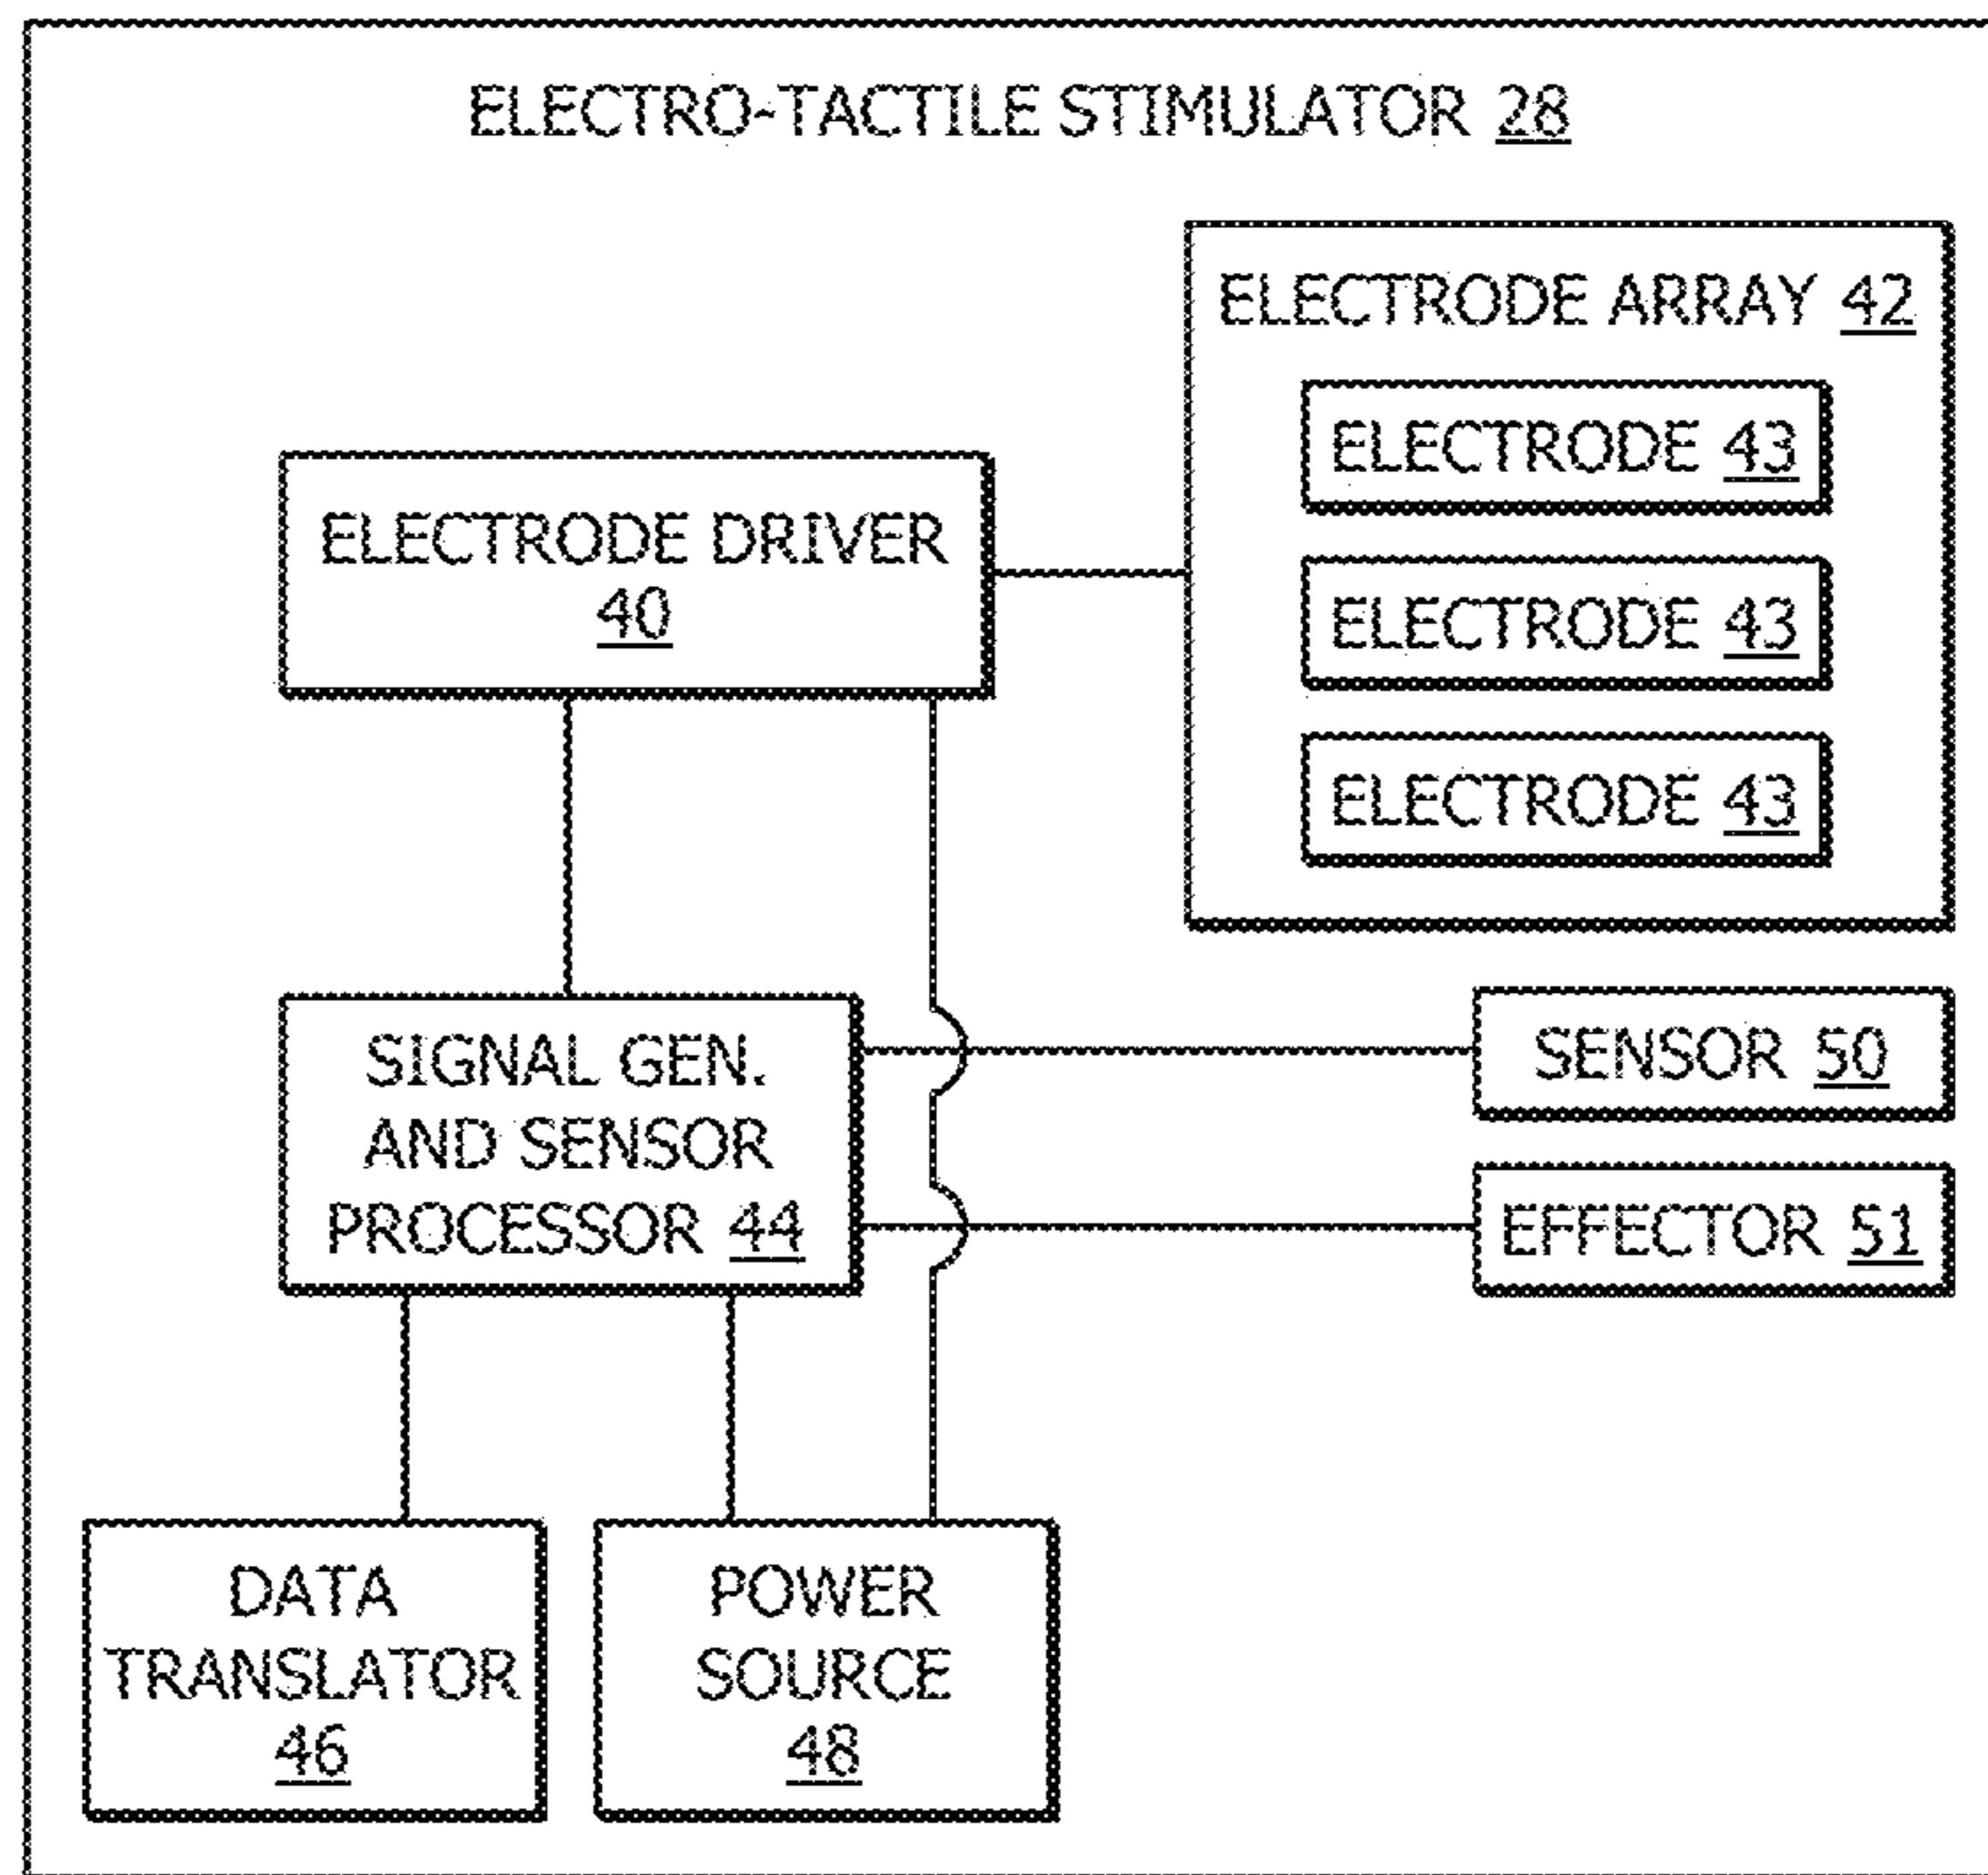 ELECTRO-TACTILE STIMULATOR 28
ELECTRODE ARRAY 42
ELECTRODE 43
ELECTRODE DRIVER
40
ELECTRODE 43
ELECTRODE 43
SIGNAL GEN.
AND SENSOR
PROCESSOR 44
SENSOR 50
EFFECTOR 51
DATA
TRANSLATOR
46
POWER
SOURCE
48